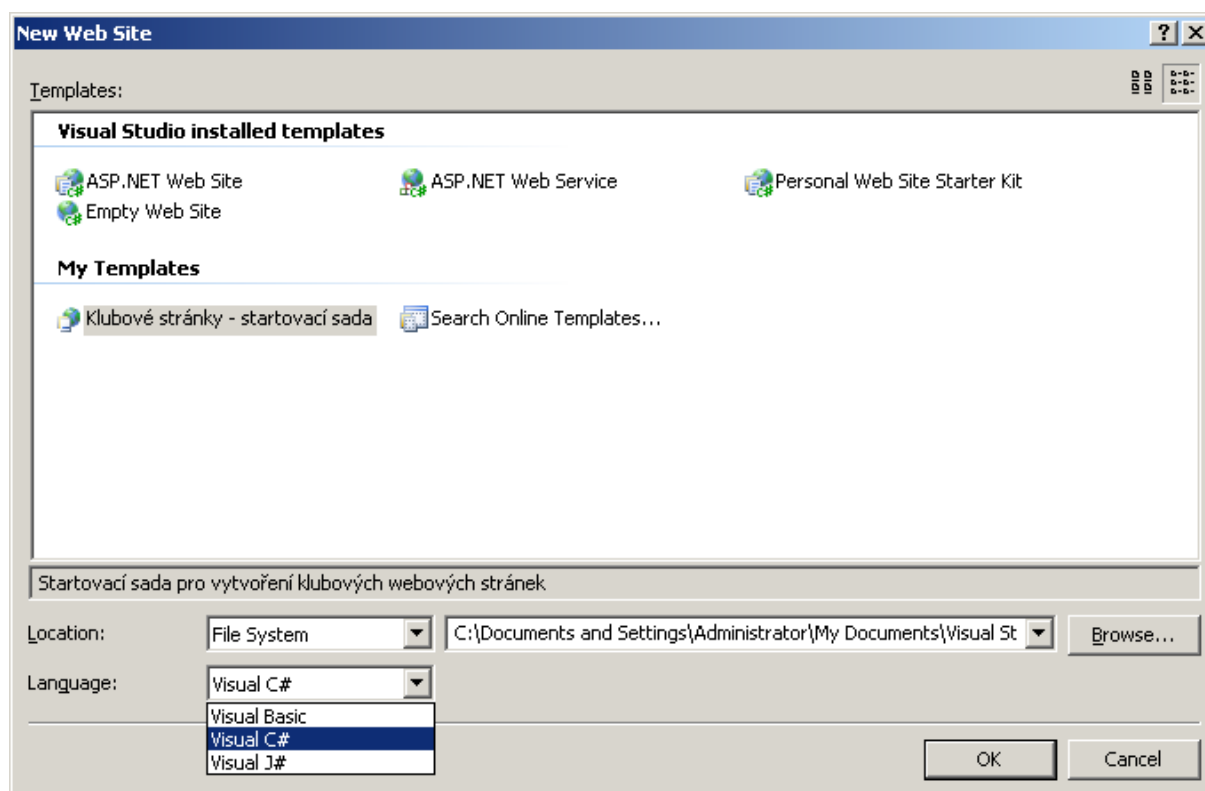 New Web Site
Templates:
Visual Studio installed templates
ASP.NET Web Site ASP.NET Web Service Personal Web Site Starter Kit
Empty Web Site
My Templates
Klubové stránky - startovací sada Search Online Templates...
Startovací sada pro vytvoření klubových webových stránek
Location: File System C:\Documents and Settings\Administrator\My Documents\Visual St Browse...
Language: Visual C#
Visual Basic
Visual C#
Visual J#
OK Cancel